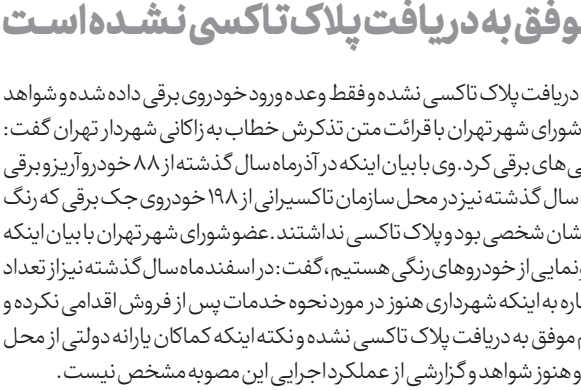 موفق به دریافت پلاک تاکسی نشده است
دریافت پلاک تاکسی نشده و فقط وعده ورود خودروی برقی داده شده و شواهد
شورای شهر تهران با قرائت متن تذکرش خطاب به زاکانی شهردار تهران گفت:
های برقی کرد. وی با بیان اینکه در آذرماه سال گذشته از ۸۸ خودرو آریزو برقی
سال گذشته نیز در محل سازمان تاکسیرانی از ۱۹۸ خودروی جک برقی که رنگ
شان شخصی بود و پلاک تاکسی نداشتند. عضو شورای شهر تهران با بیان اینکه
ونمایی از خودروهای رنگی هستیم، گفت: در اسفندماه سال گذشته نیز از تعداد
اره به اینکه شهرداری هنوز در مورد نحوه خدمات پس از فروش اقدامی نکرده و
موفق به دریافت پلاک تاکسی نشده و نکته اینکه کماکان یارانه دولتی از محل
و هنوز شواهد و گزارشی از عملکرد اجرایی این مصوبه مشخص نیست.